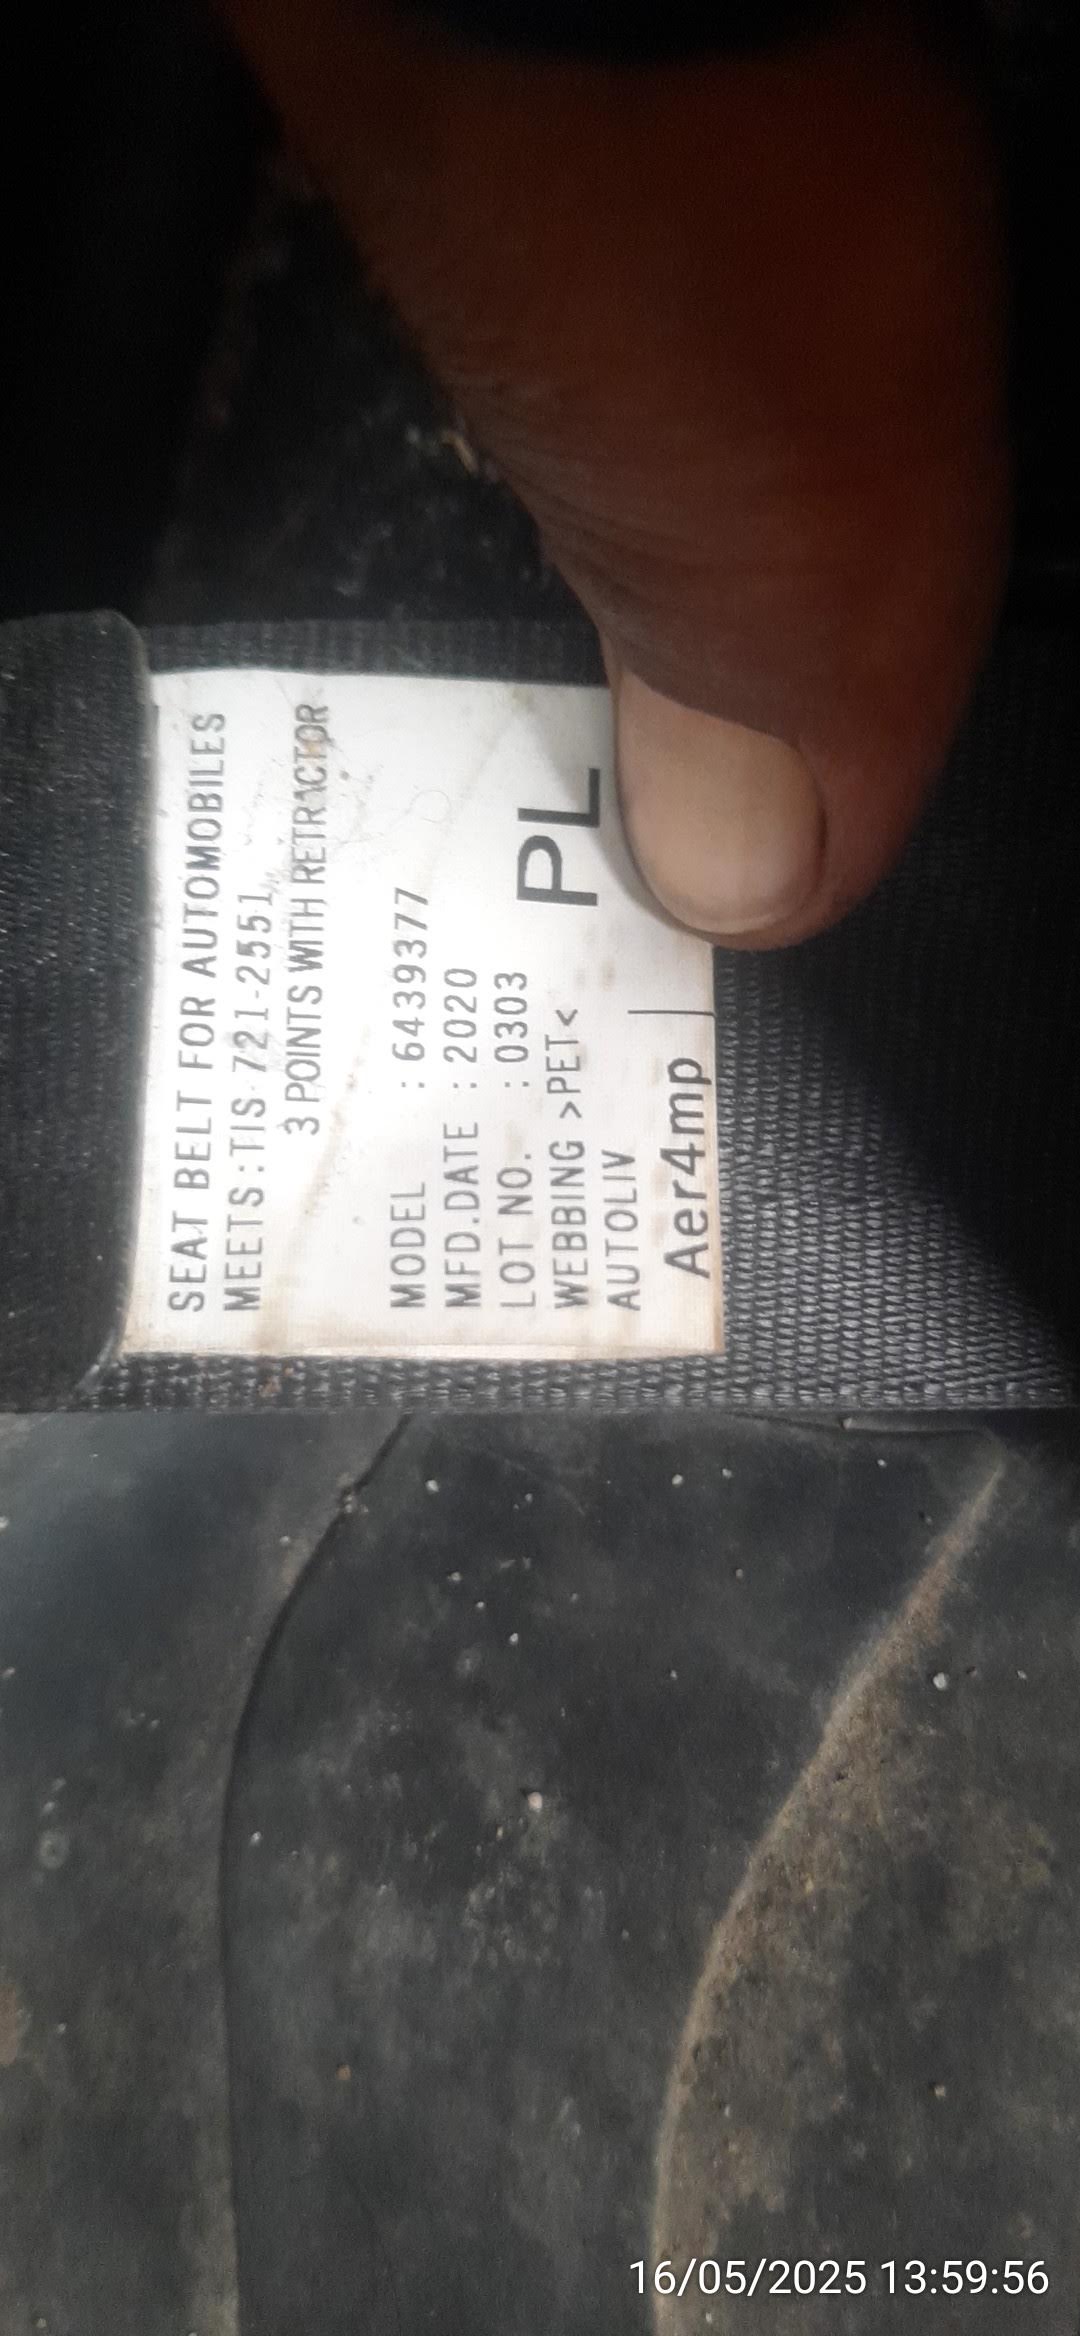 SEAT BELT FOR AUTOMOBILES
MEETS : TIS 721-2551
3 POINTS WITH RETRACTOR
MODEL : 6439377
MFD.DATE : 2020
LOT NO. : 0303
WEBBING >PET<
PL
AUTOLIV
Aer4mp
16/05/2025 13:59:56